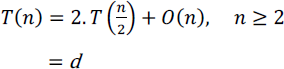 T(n) = 2.T(n/2) + O(n), n ≥ 2
= d